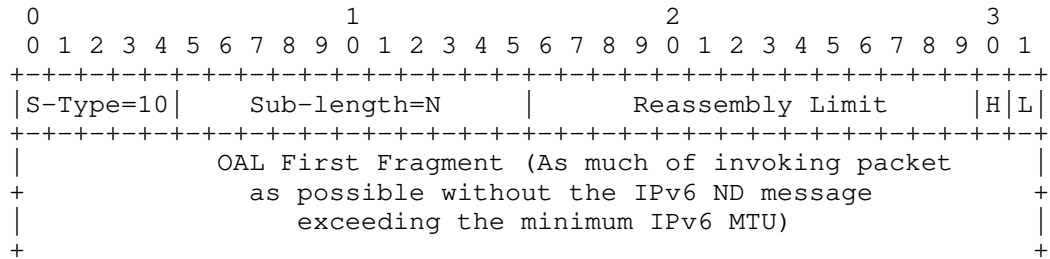 0                   1                   2                   3
0 1 2 3 4 5 6 7 8 9 0 1 2 3 4 5 6 7 8 9 0 1 2 3 4 5 6 7 8 9 0 1
+-+-+-+-+-+-+-+-+-+-+-+-+-+-+-+-+-+-+-+-+-+-+-+-+-+-+-+-+-+-+-+-+
|S-Type=10|    Sub-length=N     |      Reassembly Limit     |H|L|
+-+-+-+-+-+-+-+-+-+-+-+-+-+-+-+-+-+-+-+-+-+-+-+-+-+-+-+-+-+-+-+-+
|            OAL First Fragment (As much of invoking packet     |
+              as possible without the IPv6 ND message          +
|                 exceeding the minimum IPv6 MTU)               |
+                                                               +